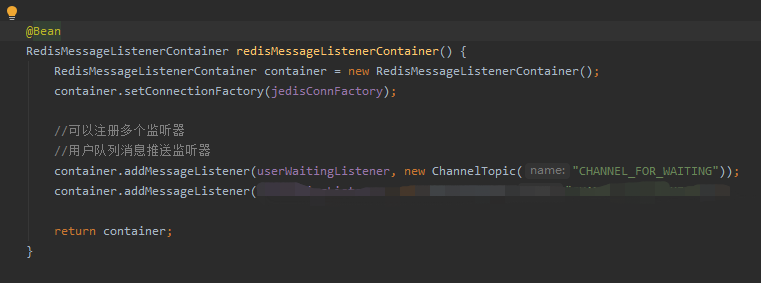 @Bean
RedisMessageListenerContainer redisMessageListenerContainer() {
RedisMessageListenerContainer container = new RedisMessageListenerContainer();
container.setConnectionFactory(jedisConnFactory);
//可以注册多个监听器
//用户队列消息推送监听器
container.addMessageListener(userWaitingListener, new ChannelTopic( name: "CHANNEL_FOR_WAITING"));
container.addMessageListener(
return container;
}